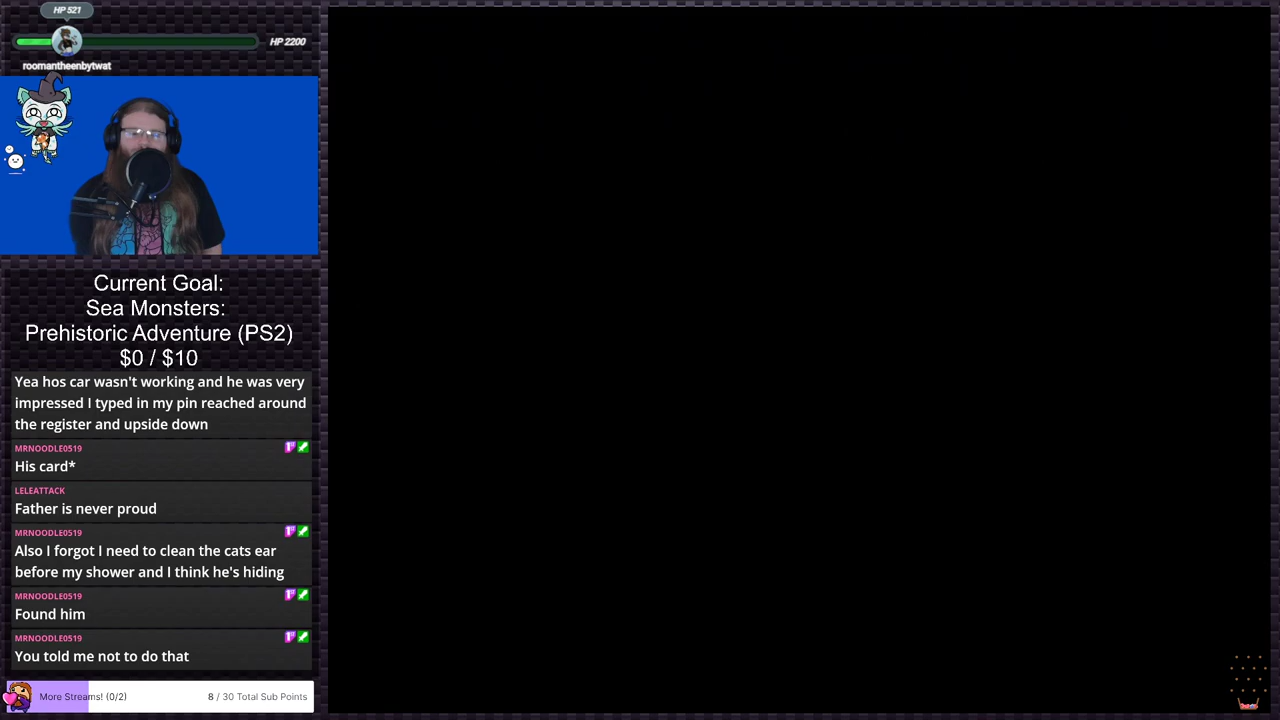 HP 521
HP 2200
roomantheenbytwat
Current Goal:
Sea Monsters:
Prehistoric Adventure (PS2)
$0 / $10
Yea hos car wasn't working and he was very
impressed I typed in my pin reached around
the register and upside down
MRNOODLE0519
His card*
LELEATTACK
Father is never proud
MRNOODLE0519
Also I forgot I need to clean the cats ear
before my shower and I think he's hiding
MRNOODLE0519
Found him
MRNOODLE0519
You told me not to do that
More Streams! (0/2)
8 / 30 Total Sub Points